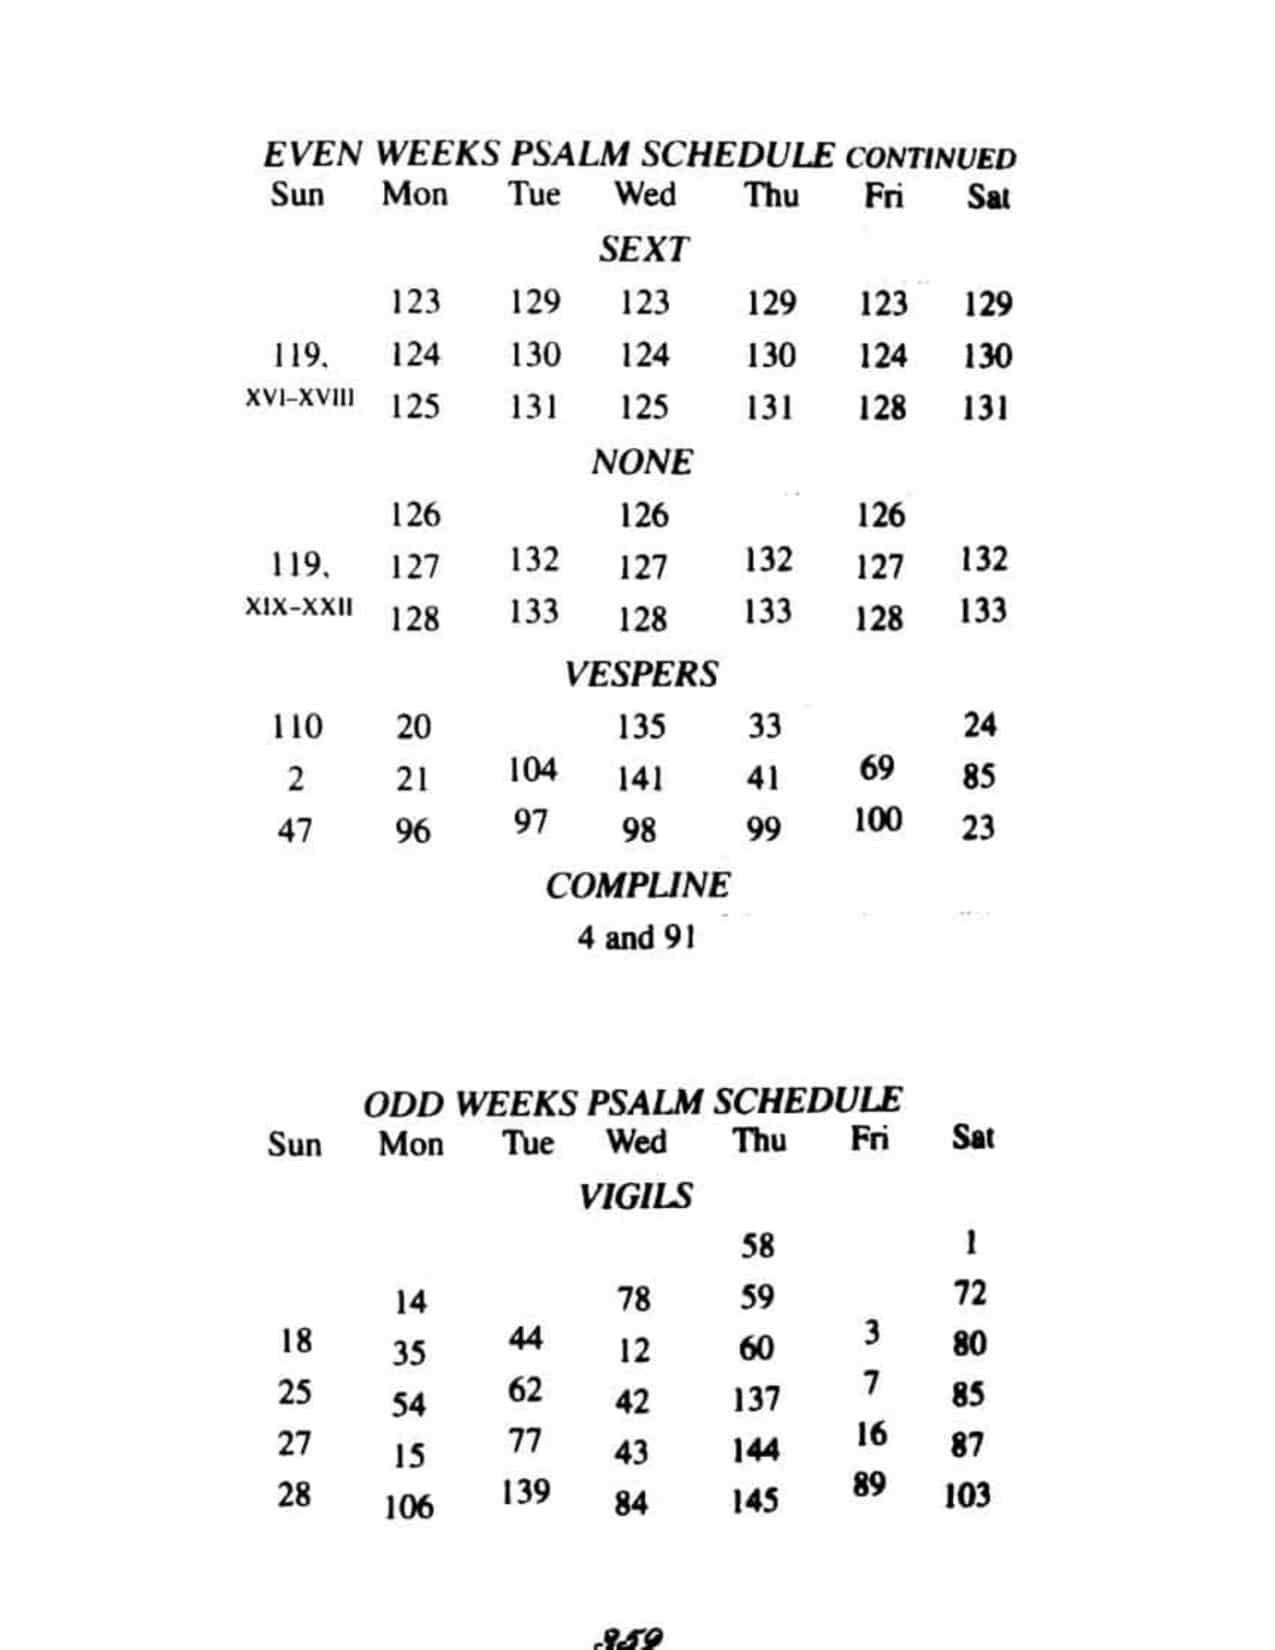 EVEN WEEKS PSALM SCHEDULE CONTINUED
Sun Mon Tue Wed Thu Fri Sat
SEXT
123 129 123 129 123 129
119, 124 130 124 130 124 130
XVI–XVIII 125 131 125 131 128 131
NONE
126 126 126
119, 127 132 127 132 127 132
XIX–XXII 128 133 128 133 128 133
VESPERS
110 20 135 33 24
2 21 104 141 41 69 85
47 96 97 98 99 100 23
COMPLINE
4 and 91
ODD WEEKS PSALM SCHEDULE
Sun Mon Tue Wed Thu Fri Sat
VIGILS
58 1
14 78 59 72
18 35 44 12 60 3 80
25 54 62 42 137 7 85
27 15 77 43 144 16 87
28 106 139 84 145 89 103
359